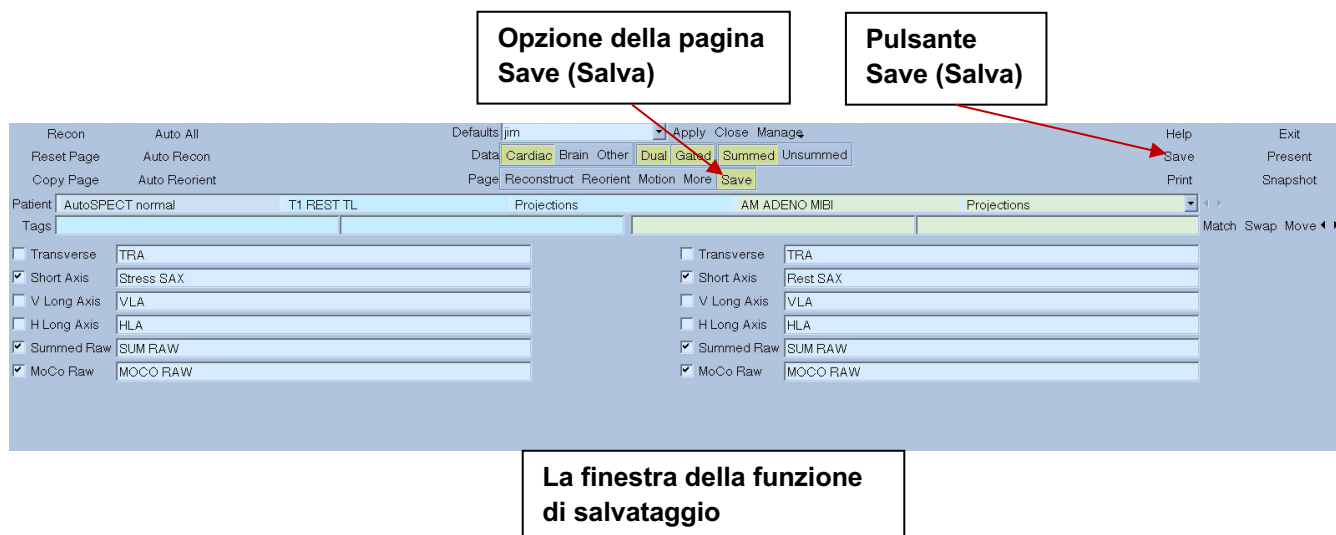 Opzione della pagina
Save (Salva)
Pulsante
Save (Salva)
Recon Auto All Defaults jim Apply Close Manage Help Exit
Reset Page Auto Recon Data Cardiac Brain Other Dual Gated Summed Unsummed Save Present
Copy Page Auto Reorient Page Reconstruct Reorient Motion More Save Print Snapshot
Patient AutoSPECT normal T1 REST TL Projections AM ADENO MIBI Projections
Tags Match Swap Move
Transverse TRA Transverse TRA
Short Axis Stress SAX Short Axis Rest SAX
V Long Axis VLA V Long Axis VLA
H Long Axis HLA H Long Axis HLA
Summed Raw SUM RAW Summed Raw SUM RAW
MoCo Raw MOCO RAW MoCo Raw MOCO RAW
La finestra della funzione
di salvataggio